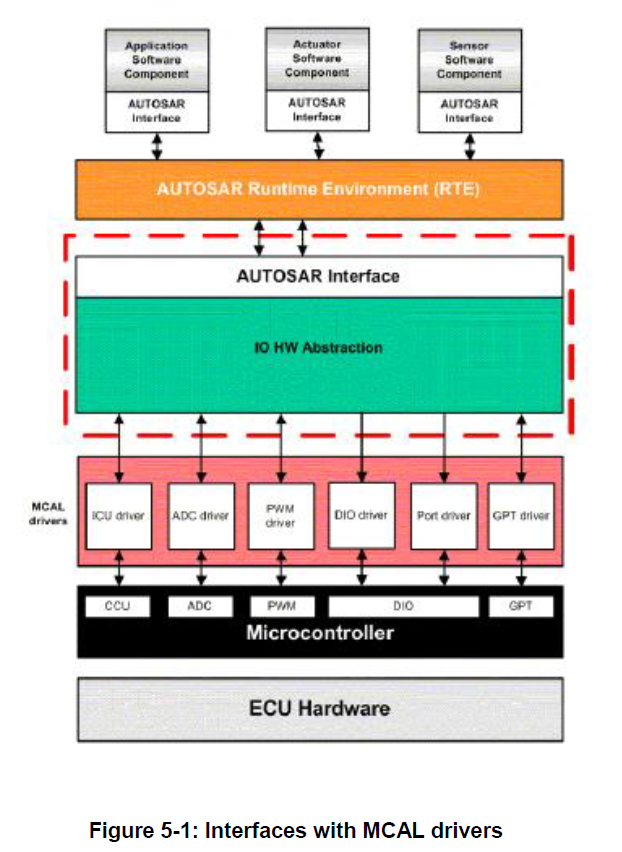 Application
Software
Component
AUTOSAR
Interface
Actuator
Software
Component
AUTOSAR
Interface
Sensor
Software
Component
AUTOSAR
Interface
AUTOSAR Runtime Environment (RTE)
AUTOSAR Interface
IO HW Abstraction
MCAL
drivers
ICU driver
ADC driver
PWM
driver
DIO driver
Port driver
GPT driver
CCU
ADC
PWM
DIO
GPT
Microcontroller
ECU Hardware
Figure 5-1: Interfaces with MCAL drivers